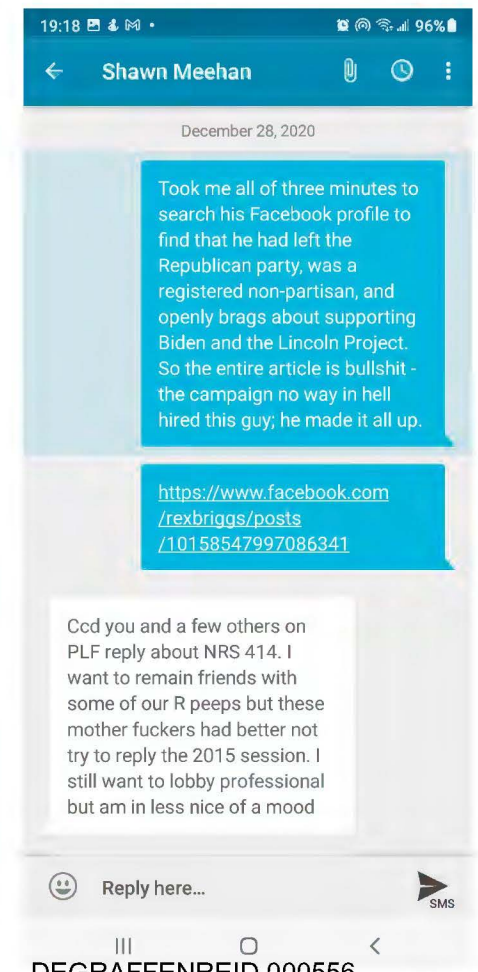 19:18 96%
Shawn Meehan
December 28, 2020
Took me all of three minutes to
search his Facebook profile to
find that he had left the
Republican party, was a
registered non-partisan, and
openly brags about supporting
Biden and the Lincoln Project.
So the entire article is bullshit -
the campaign no way in hell
hired this guy; he made it all up.
https://www.facebook.com
/rexbriggs/posts
/10158547997086341
Ccd you and a few others on
PLF reply about NRS 414. I
want to remain friends with
some of our R peeps but these
mother fuckers had better not
try to reply the 2015 session. I
still want to lobby professional
but am in less nice of a mood
Reply here...
SMS
DEGRAFFENREID 000556